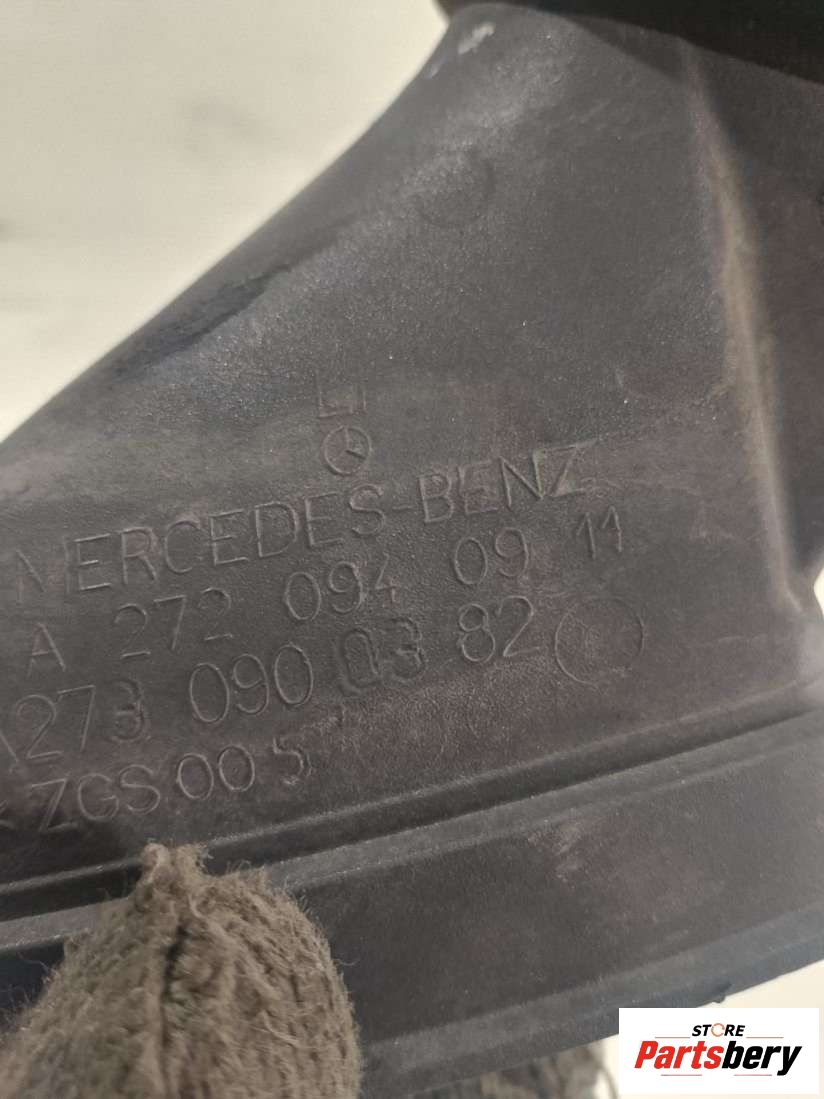 MERCEDES-BENZ
A 272 094 09 11
A273 090 03 82
ZGS 005
STORE
Partsbery